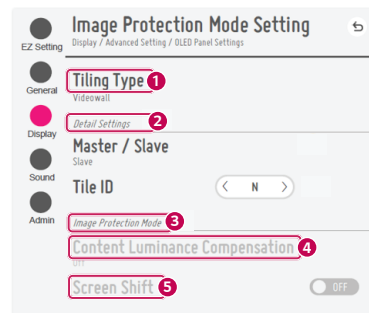 Image Protection Mode Setting
Display / Advanced Setting / OLED Panel Settings
EZ Setting
General
Display
Sound
Admin
Tiling Type 1
Videowall
Detail Settings 2
Master / Slave
Slave
Tile ID
< N >
Image Protection Mode 3
Content Luminance Compensation 4
Off
Screen Shift 5
OFF